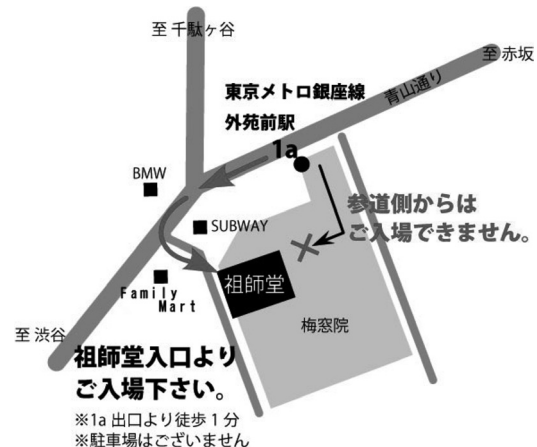 至 千駄ヶ谷
至 赤坂
青山通り
東京メトロ銀座線
外苑前駅
1a
BMW
SUBWAY
参道側からは
ご入場できません。
祖師堂
Family
Mart
梅窓院
至 渋谷
祖師堂入口より
ご入場下さい。
※1a 出口より徒歩 1 分
※駐車場はございません